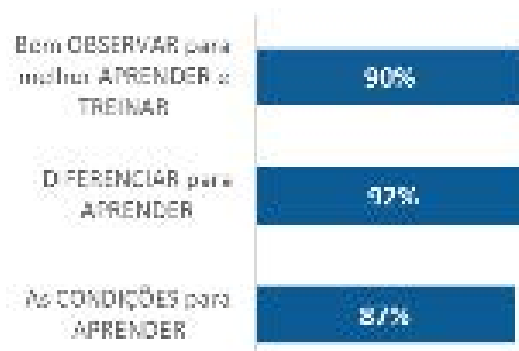 Bem OBSERVAR para
melhor APRENDER e
TREINAR
90%
DIFERENCIAR para
APRENDER
92%
As CONDIÇÕES para
APRENDER
87%